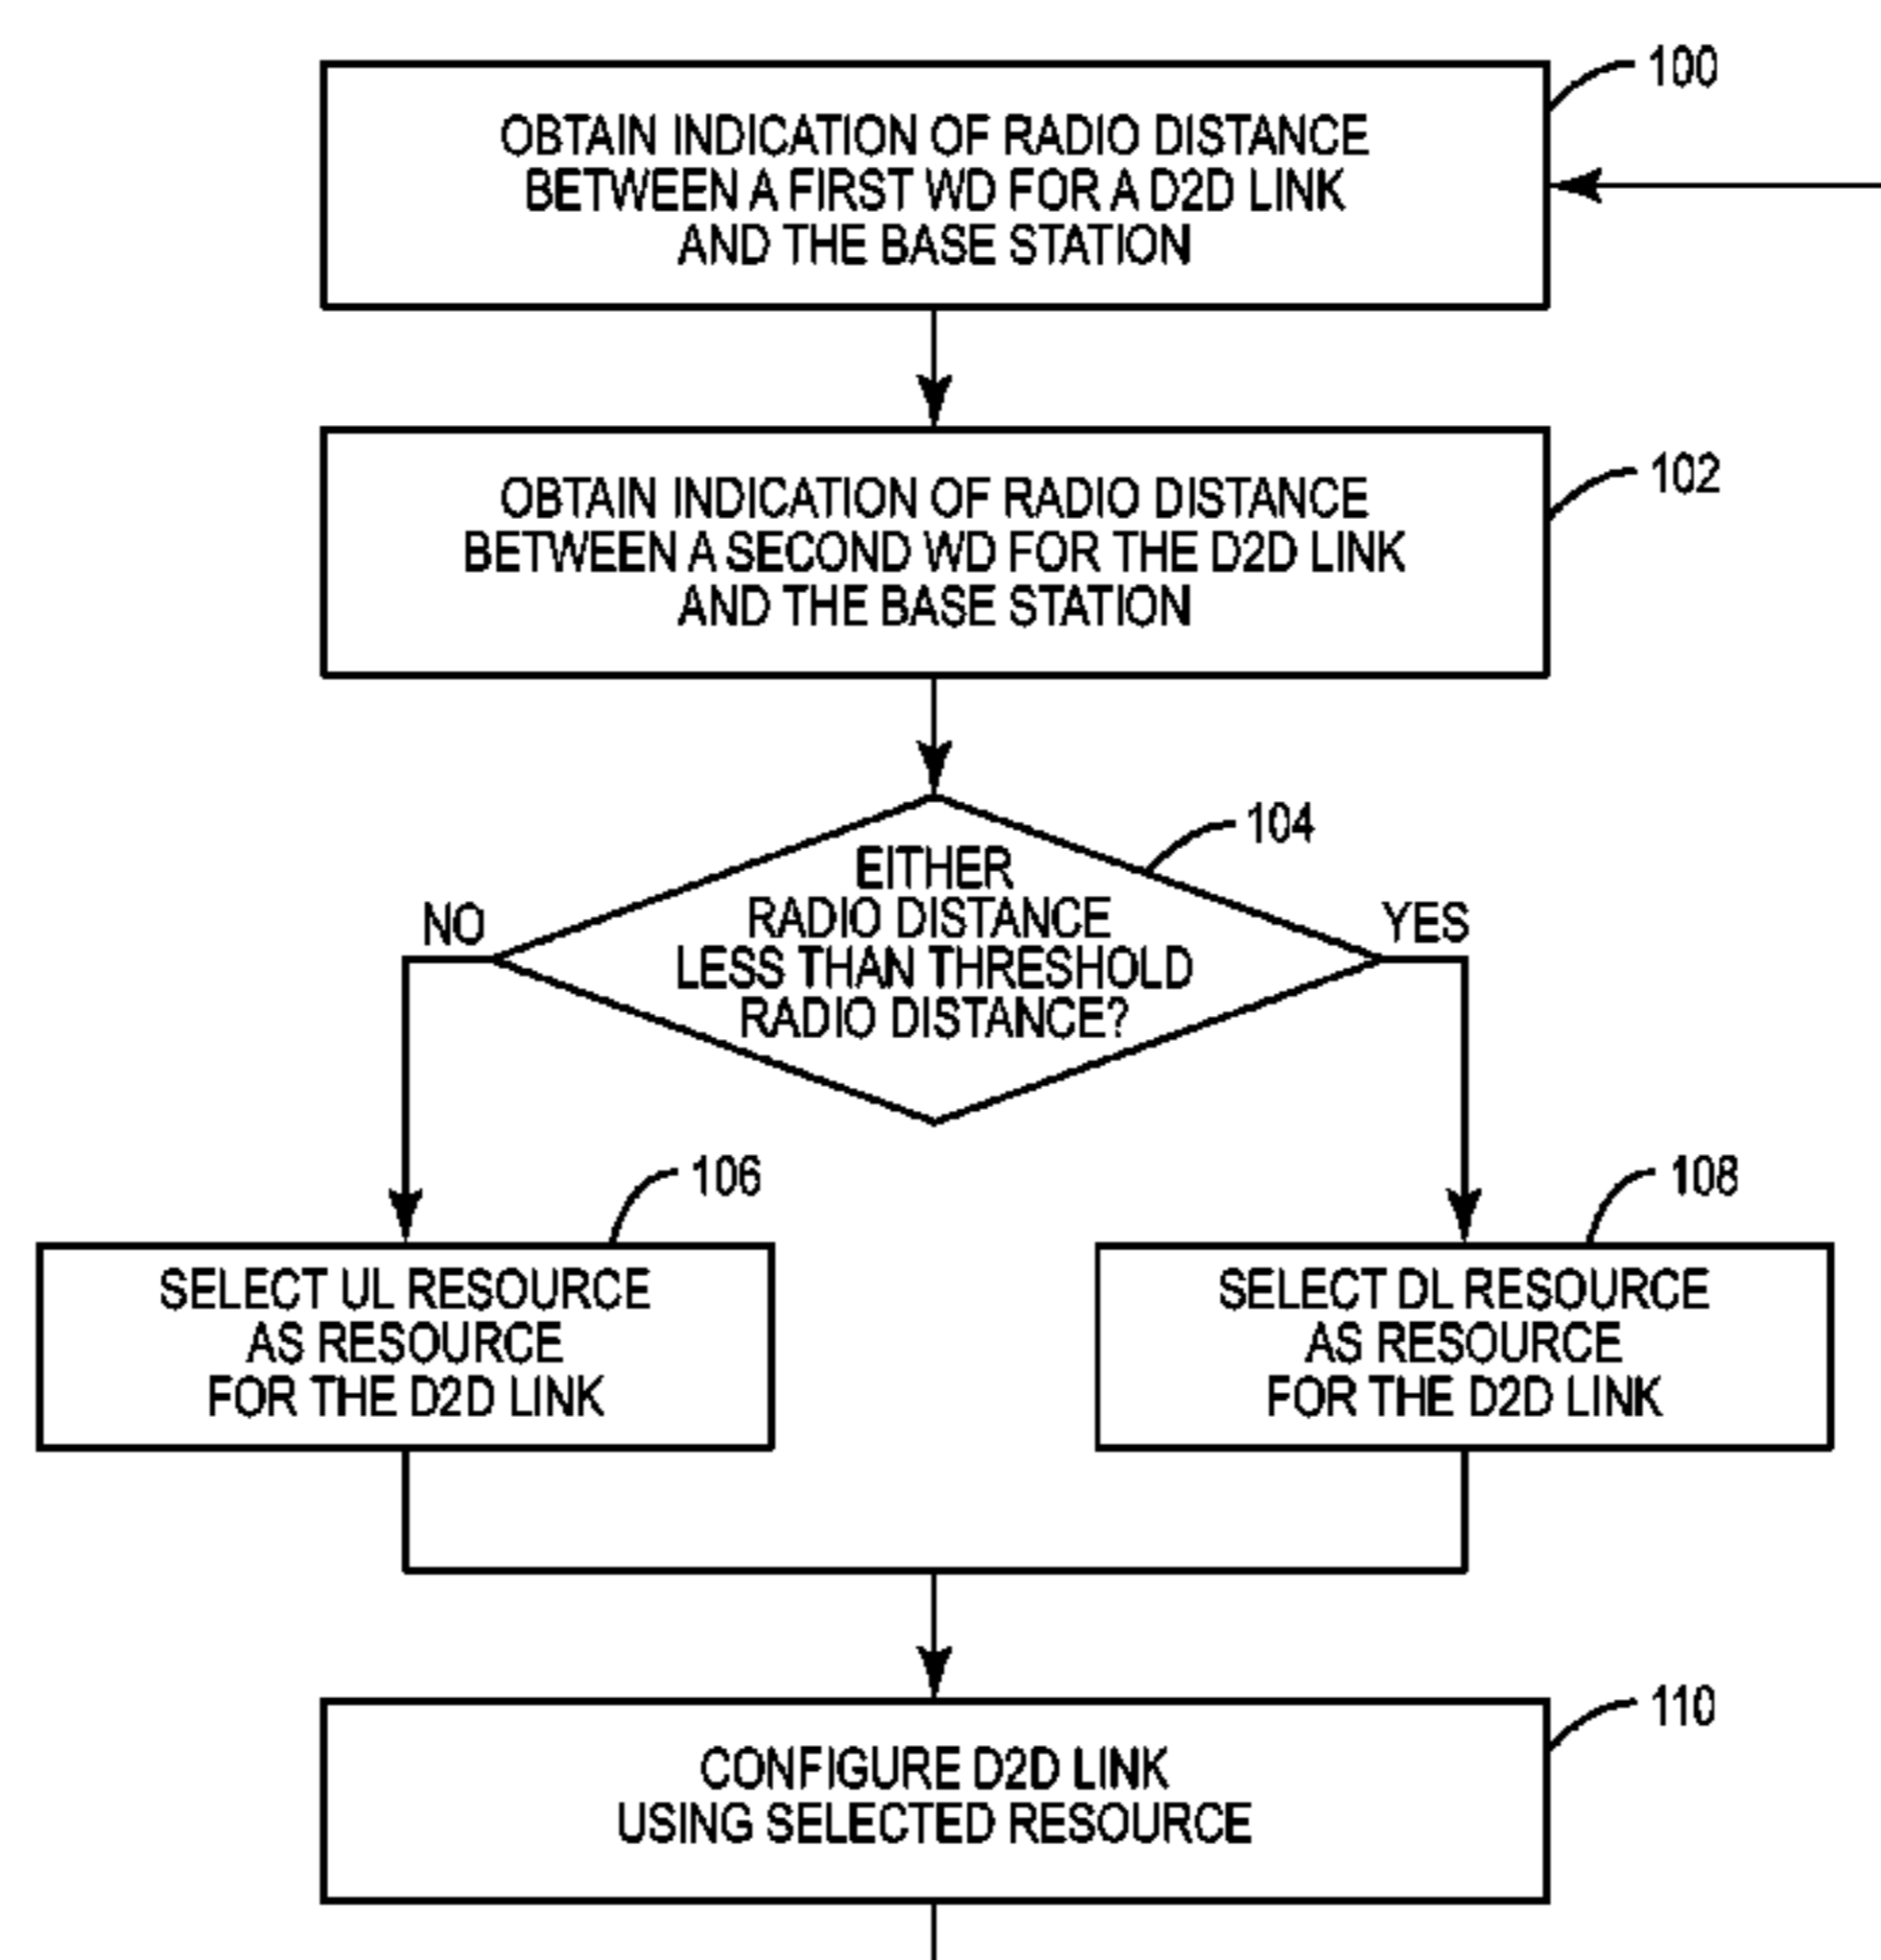 100
OBTAIN INDICATION OF RADIO DISTANCE
BETWEEN A FIRST WD FOR A D2D LINK
AND THE BASE STATION
102
OBTAIN INDICATION OF RADIO DISTANCE
BETWEEN A SECOND WD FOR THE D2D LINK
AND THE BASE STATION
104
EITHER
RADIO DISTANCE
LESS THAN THRESHOLD
RADIO DISTANCE?
NO
YES
106
SELECT UL RESOURCE
AS RESOURCE
FOR THE D2D LINK
108
SELECT DL RESOURCE
AS RESOURCE
FOR THE D2D LINK
110
CONFIGURE D2D LINK
USING SELECTED RESOURCE